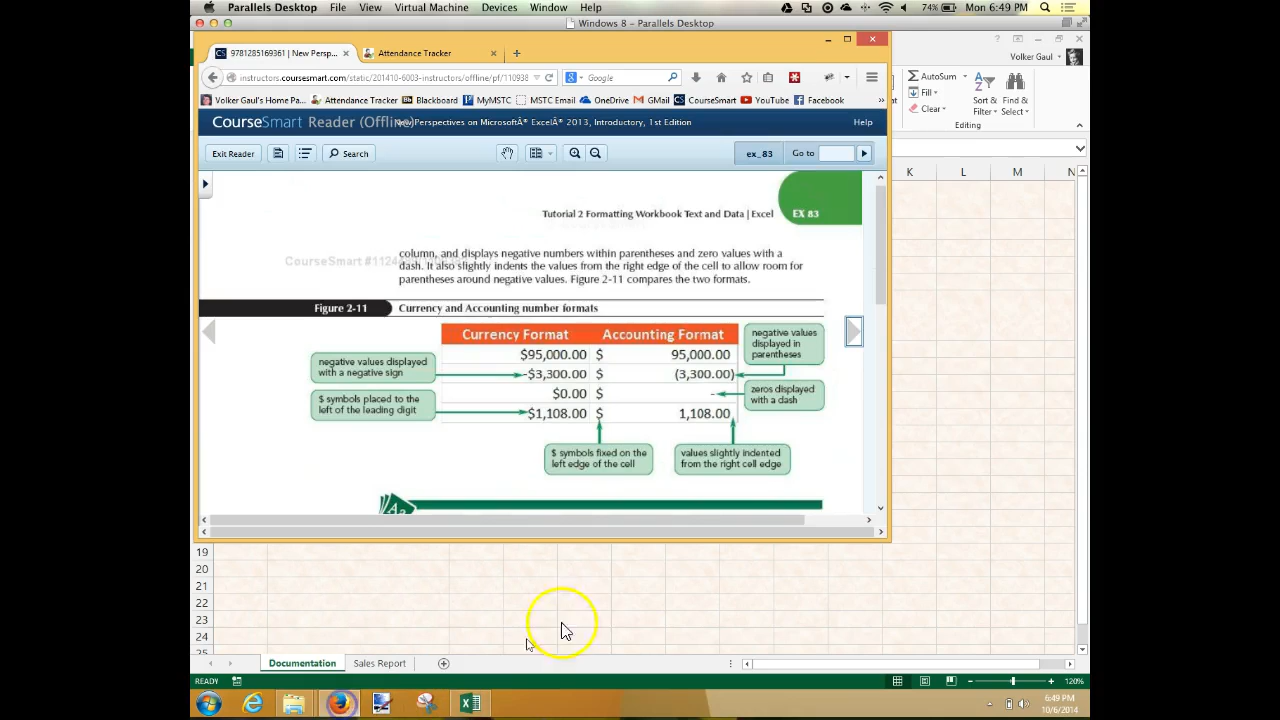 Parallels Desktop File View Virtual Machine Devices Window Help 74% Mon 6:49 PM
Windows 8 - Parallels Desktop
9781285169361 | New Persp... Attendance Tracker
Volker Gaul
instructors.coursesmart.com/static/201410-6003-instructors/offline/pf/110938 Google
AutoSum
Fill
Clear
Sort & Filter
Find & Select
Editing
Volker Gaul's Home Pa... Attendance Tracker Blackboard MyMSTC MSTC Email OneDrive GMail CourseSmart YouTube Facebook
CourseSmart Reader (Offline) New Perspectives on MicrosoftÂ® ExcelÂ® 2013, Introductory, 1st Edition Help
Exit Reader Search ex_83 Go to
K L M N
Tutorial 2 Formatting Workbook Text and Data | Excel EX 83
column, and displays negative numbers within parentheses and zero values with a
dash. It also slightly indents the values from the right edge of the cell to allow room for
parentheses around negative values. Figure 2-11 compares the two formats.
Figure 2-11 Currency and Accounting number formats
Currency Format Accounting Format
$95,000.00 $ 95,000.00
-$3,300.00 $ (3,300.00)
$0.00 $ -
$1,108.00 $ 1,108.00
negative values displayed
with a negative sign
$ symbols placed to the
left of the leading digit
negative values
displayed in
parentheses
zeros displayed
with a dash
$ symbols fixed on the
left edge of the cell
values slightly indented
from the right cell edge
19
20
21
22
23
24
25
Documentation Sales Report
READY 120%
6:49 PM
10/6/2014